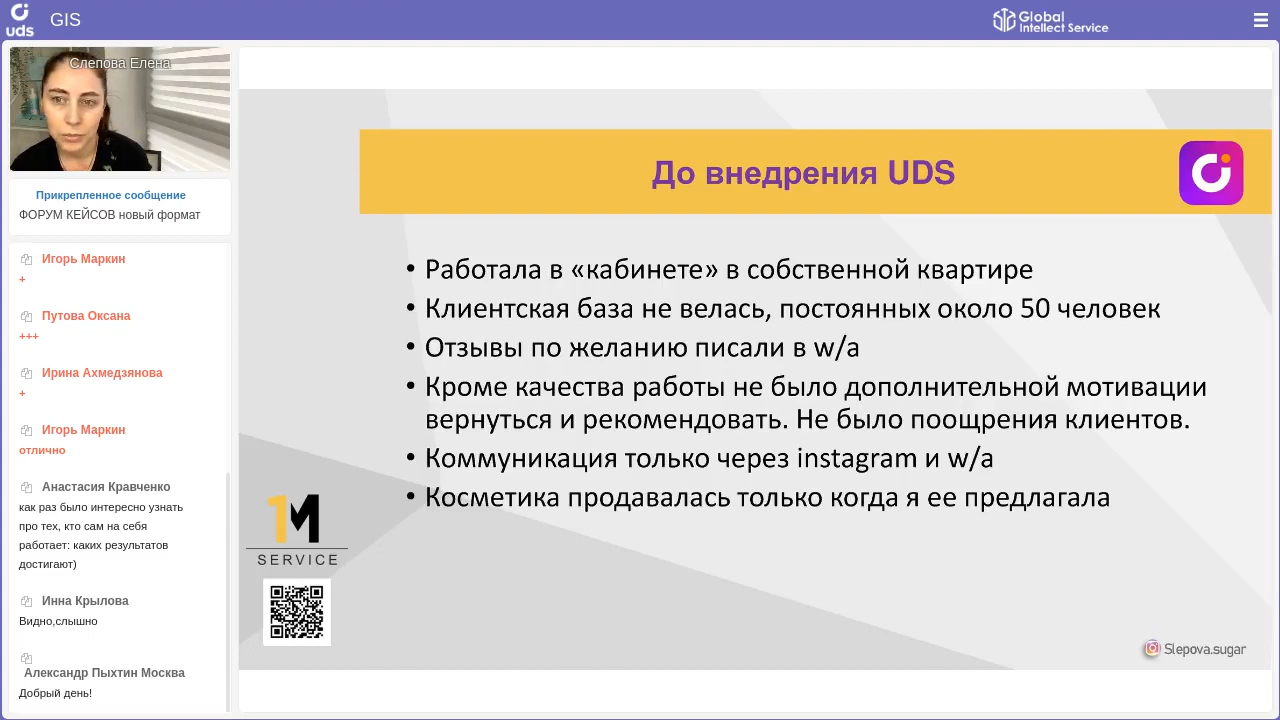 uds
GIS
Global
Intellect Service
Слепова Елена
Прикрепленное сообщение
ФОРУМ КЕЙСОВ новый формат
Игорь Маркин
+
Путова Оксана
+++
Ирина Ахмедзянова
+
Игорь Маркин
отлично
Анастасия Кравченко
как раз было интересно узнать
про тех, кто сам на себя
работает: каких результатов
достигают)
Инна Крылова
Видно,слышно
Александр Пыхтин Москва
Добрый день!
До внедрения UDS
• Работала в «кабинете» в собственной квартире
• Клиентская база не велась, постоянных около 50 человек
• Отзывы по желанию писали в w/a
• Кроме качества работы не было дополнительной мотивации
вернуться и рекомендовать. Не было поощрения клиентов.
• Коммуникация только через instagram и w/a
• Косметика продавалась только когда я ее предлагала
1M
SERVICE
Slepova.sugar